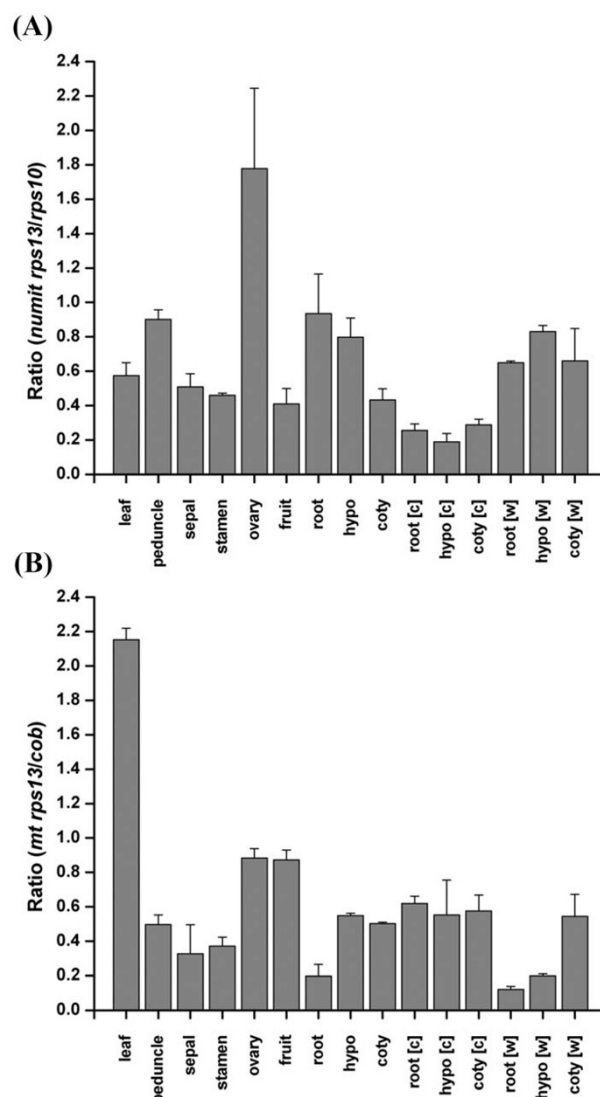 (A)
Ratio (numit rps13/rps10)
2.4
2.2
2.0
1.8
1.6
1.4
1.2
1.0
0.8
0.6
0.4
0.2
0.0
leaf
peduncle
sepal
stamen
ovary
fruit
root
hypo
coty
root [c]
hypo [c]
coty [c]
root [w]
hypo [w]
coty [w]
(B)
Ratio (mt rps13/cob)
2.4
2.2
2.0
1.8
1.6
1.4
1.2
1.0
0.8
0.6
0.4
0.2
0.0
leaf
peduncle
sepal
stamen
ovary
fruit
root
hypo
coty
root [c]
hypo [c]
coty [c]
root [w]
hypo [w]
coty [w]